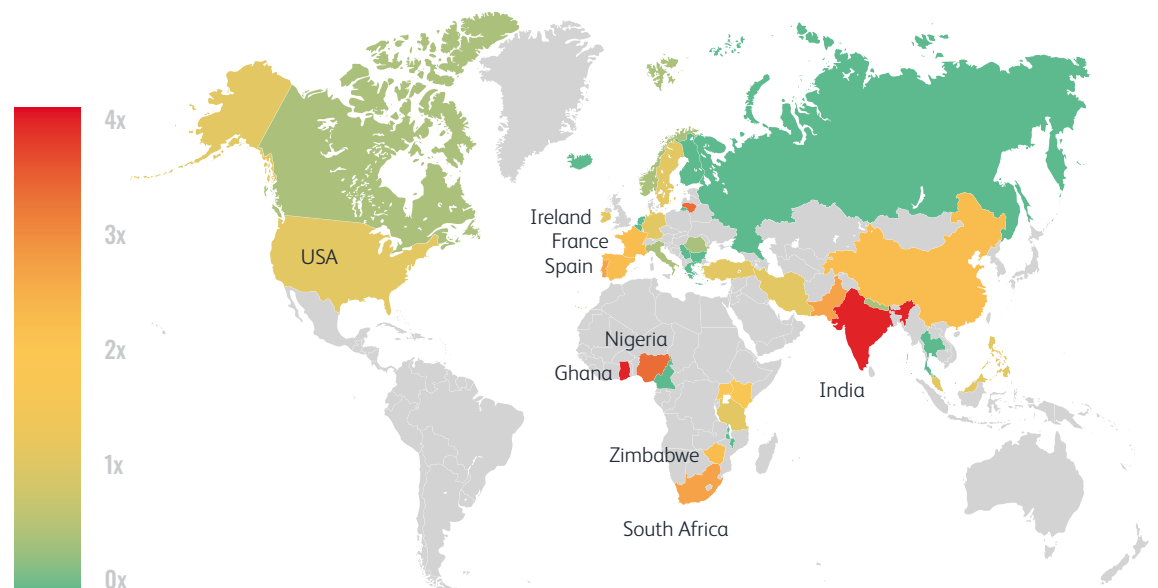 4x
3x
2x
1x
0x
USA
Ireland
France
Spain
Nigeria
Ghana
India
Zimbabwe
South Africa